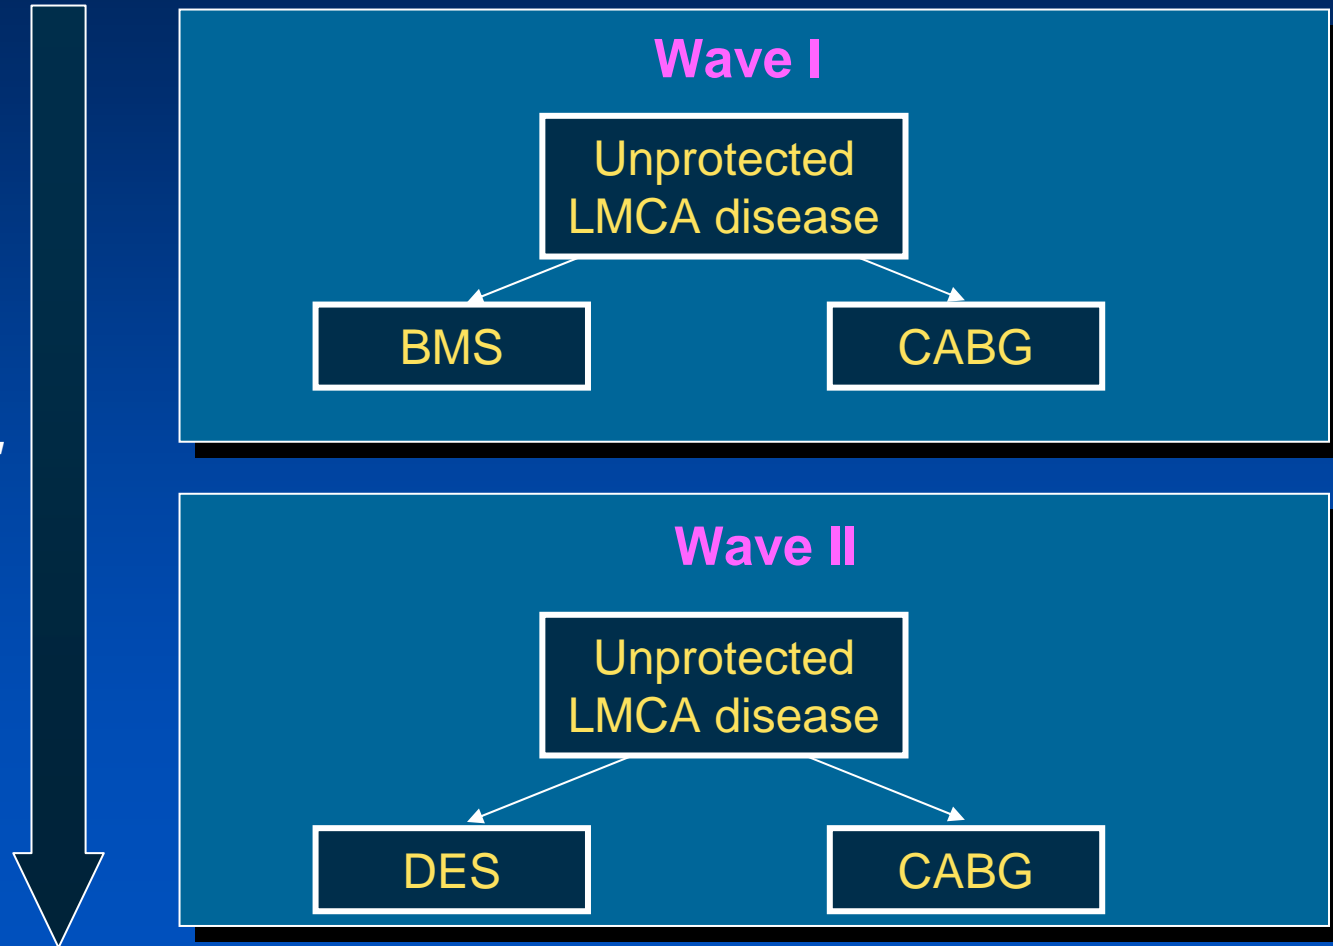 Wave I
Unprotected
LMCA disease
BMS
CABG
Wave II
Unprotected
LMCA disease
DES
CABG